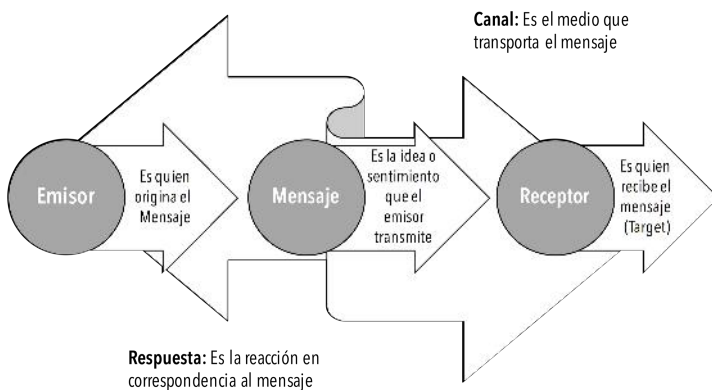 Canal: Es el medio que
transporta el mensaje
Emisor
Es quien
origina el
Mensaje
Mensaje
Es la idea o
sentimiento
que el
emisor
transmite
Receptor
Es quien
recibe el
mensaje
(Target)
Respuesta: Es la reacción en
correspondencia al mensaje